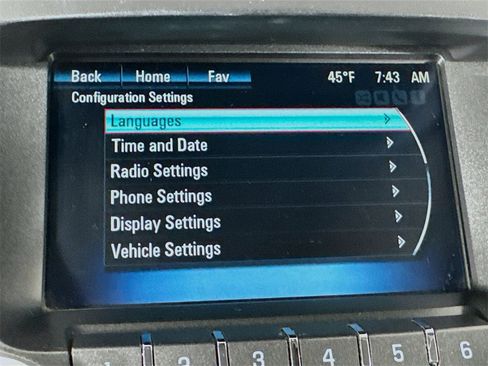 Back Home Fav 45°F 7:43 AM
Configuration Settings
Languages
Time and Date
Radio Settings
Phone Settings
Display Settings
Vehicle Settings
1 2 3 4 5 6